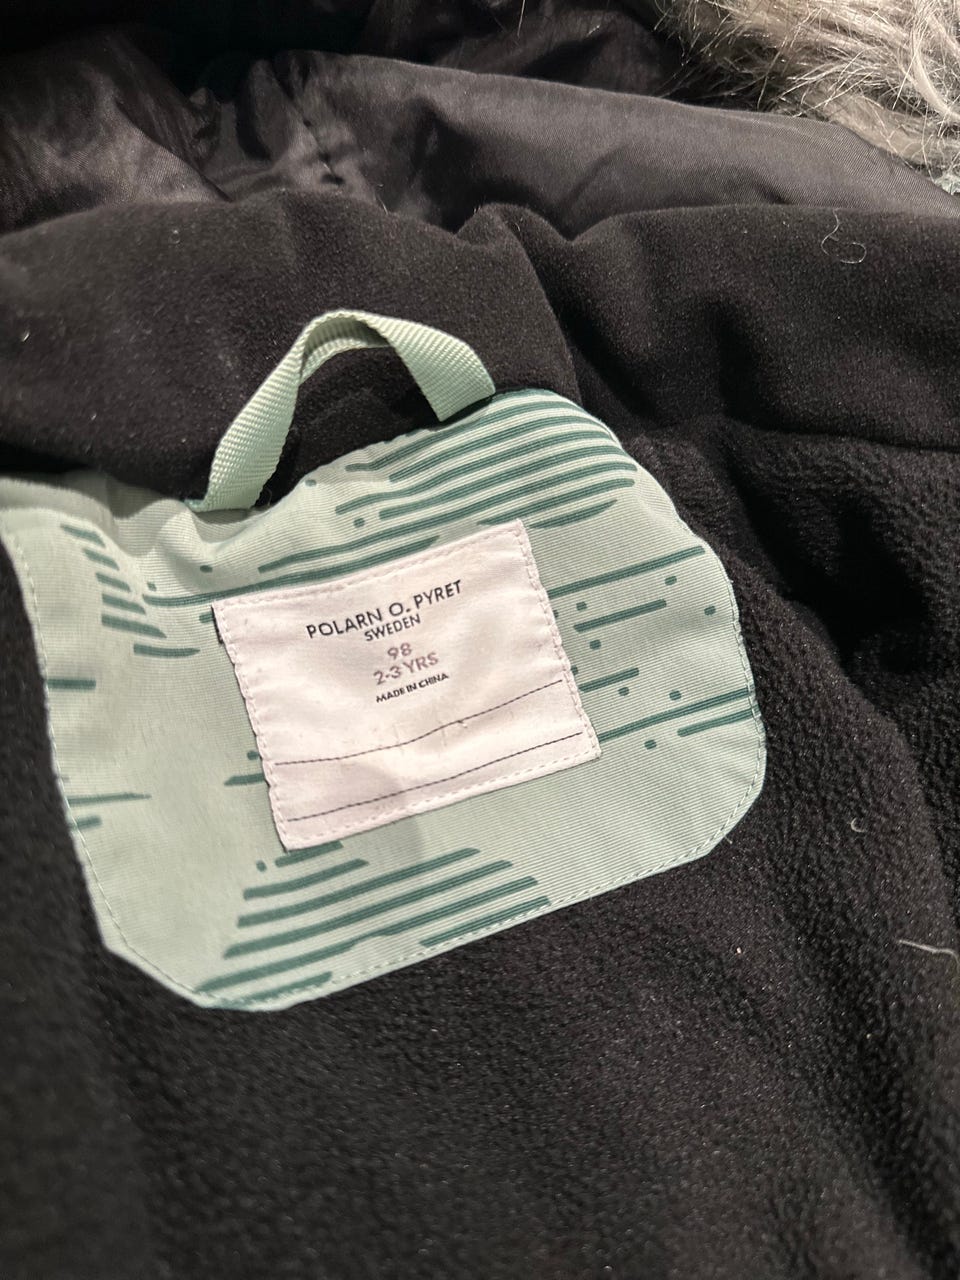 POLARN O. PYRET
SWEDEN
98
2-3 YRS
MADE IN CHINA